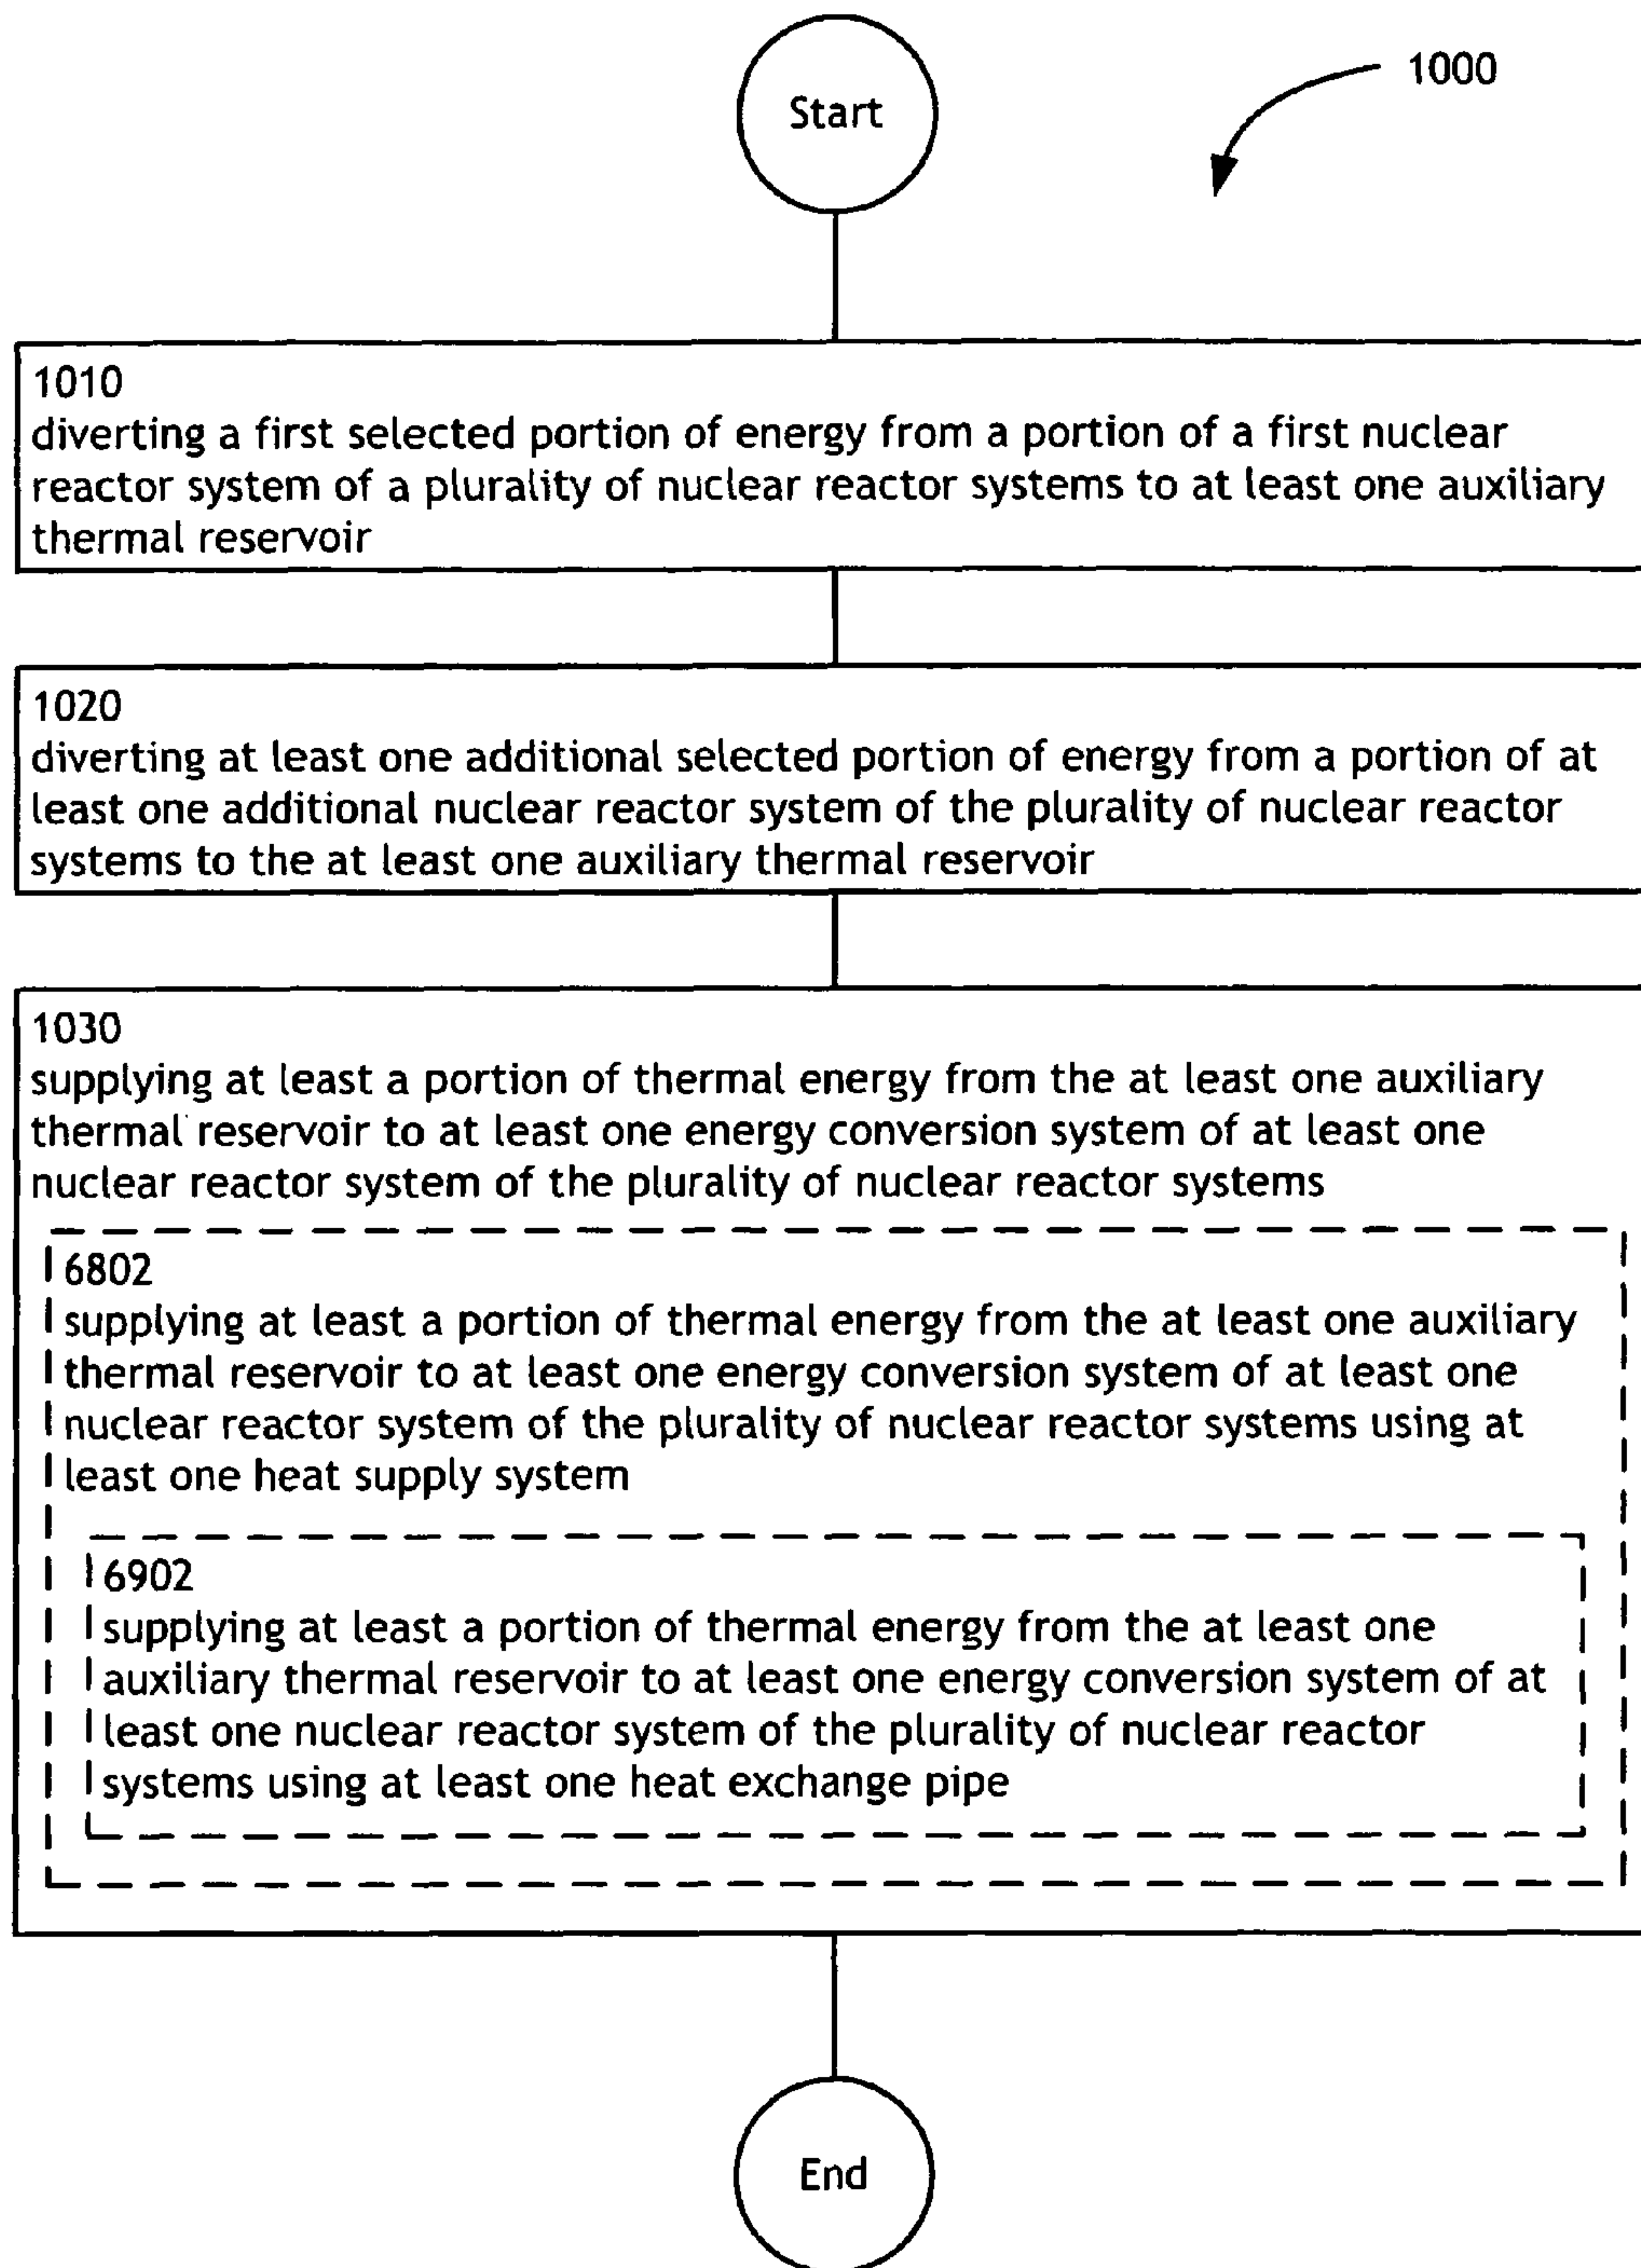 Start
1000
1010
diverting a first selected portion of energy from a portion of a first nuclear
reactor system of a plurality of nuclear reactor systems to at least one auxiliary
thermal reservoir
1020
diverting at least one additional selected portion of energy from a portion of at
least one additional nuclear reactor system of the plurality of nuclear reactor
systems to the at least one auxiliary thermal reservoir
1030
supplying at least a portion of thermal energy from the at least one auxiliary
thermal reservoir to at least one energy conversion system of at least one
nuclear reactor system of the plurality of nuclear reactor systems
6802
supplying at least a portion of thermal energy from the at least one auxiliary
thermal reservoir to at least one energy conversion system of at least one
nuclear reactor system of the plurality of nuclear reactor systems using at
least one heat supply system
6902
supplying at least a portion of thermal energy from the at least one
auxiliary thermal reservoir to at least one energy conversion system of at
least one nuclear reactor system of the plurality of nuclear reactor
systems using at least one heat exchange pipe
End